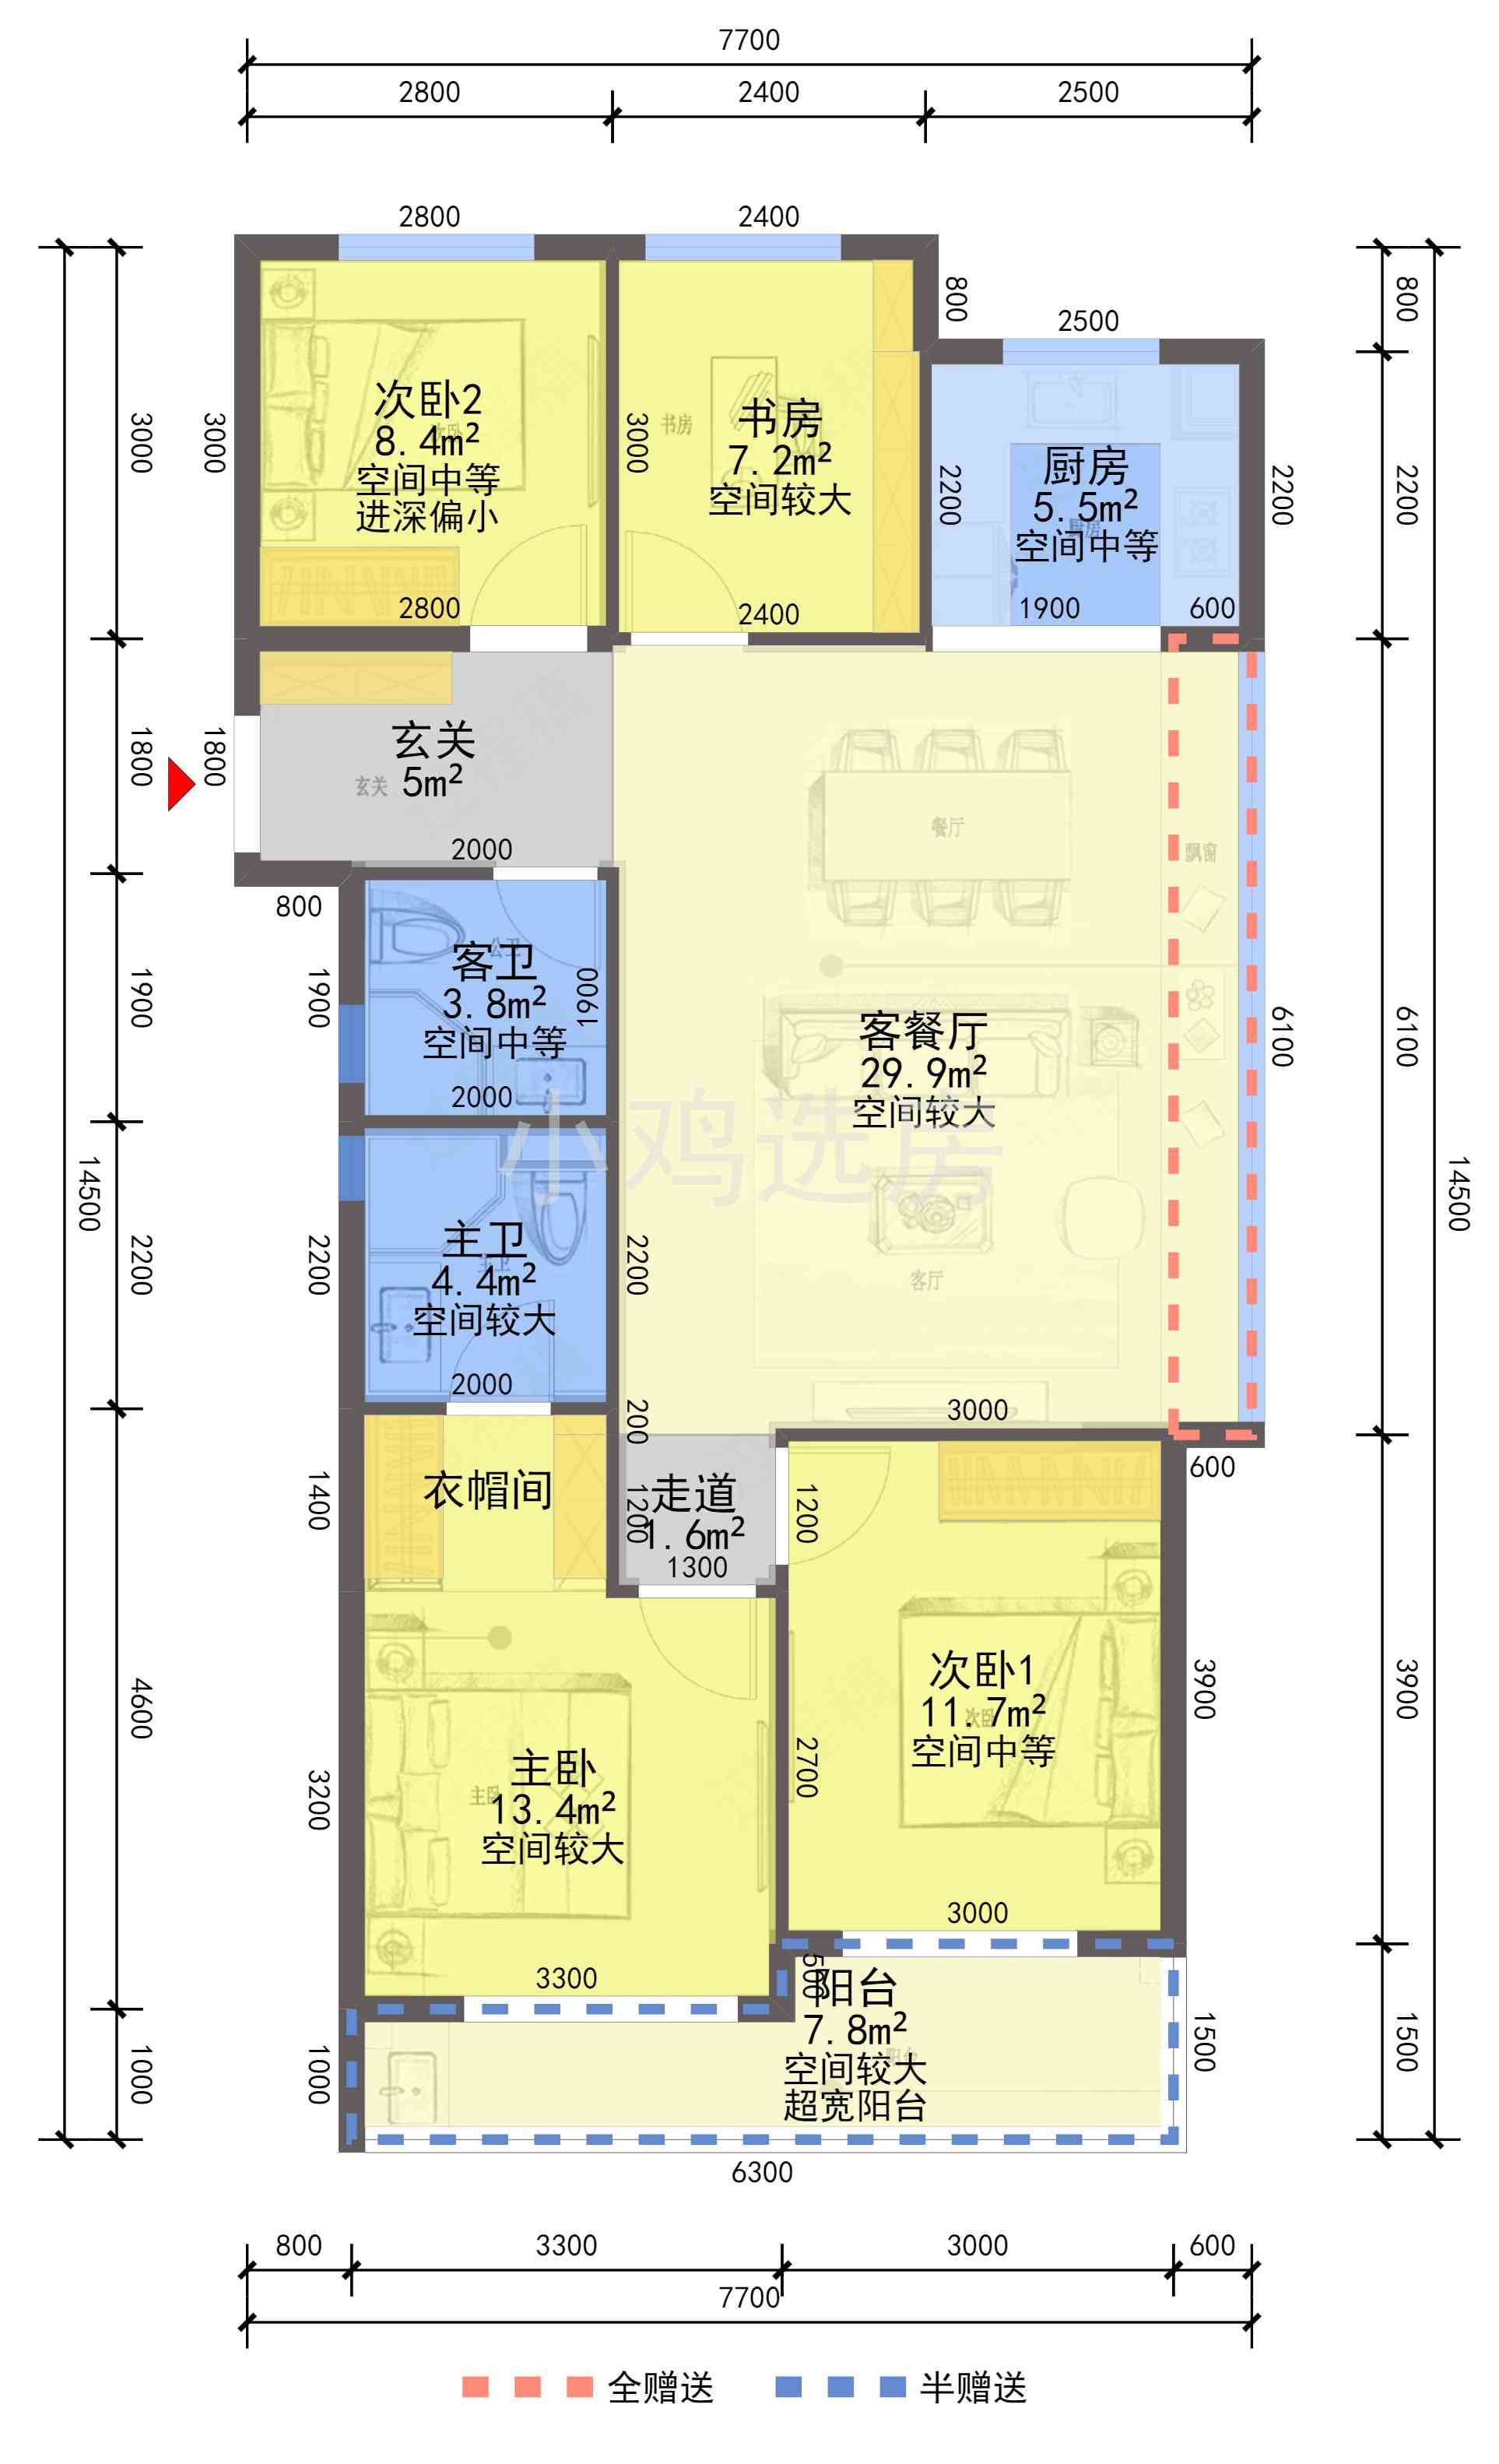 7700
2800
2400
2500
2800
2400
800
800
2500
3000
3000
次卧2
8.4m²
空间中等
进深偏小
2800
3000
书房
书房
7.2m²
空间较大
2400
2200
厨房
5.5m²
空间中等
1900
600
2200
2200
1800
1800
玄关
玄关
5m²
2000
餐厅
飘窗
800
1900
1900
客卫
3.8m²
空间中等
1900
2000
客餐厅
29.9m²
空间较大
6100
6100
小鸡选房
14500
14500
2200
2200
主卫
4.4m²
空间较大
2000
2200
客厅
200
3000
600
1400
衣帽间
走道
1.6m²
1200
1300
1200
4600
3200
主卧
主卧
13.4m²
空间较大
3300
次卧1
次卧
11.7m²
空间中等
2700
3000
3900
3900
500
阳台
7.8m²
空间较大
超宽阳台
1000
1000
1500
1500
6300
800
3300
3000
600
7700
全赠送
半赠送